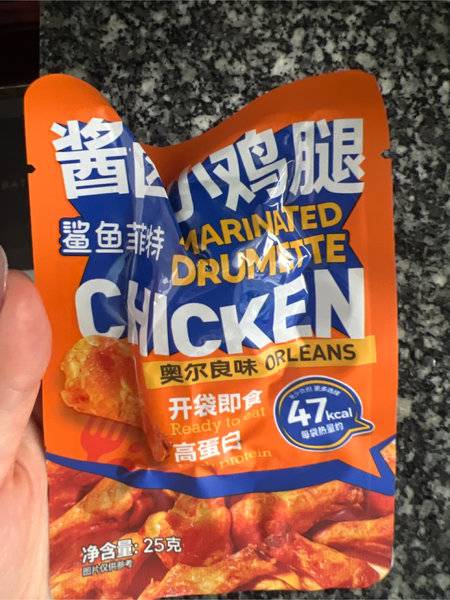 酱卤小鸡腿
鲨鱼菲特
MARINATED
DRUMETTE
CHICKEN
奥尔良味 ORLEANS
开袋即食
Ready to eat
高蛋白
protein
47kcal
每袋热量约
净含量: 25克
图片仅供参考